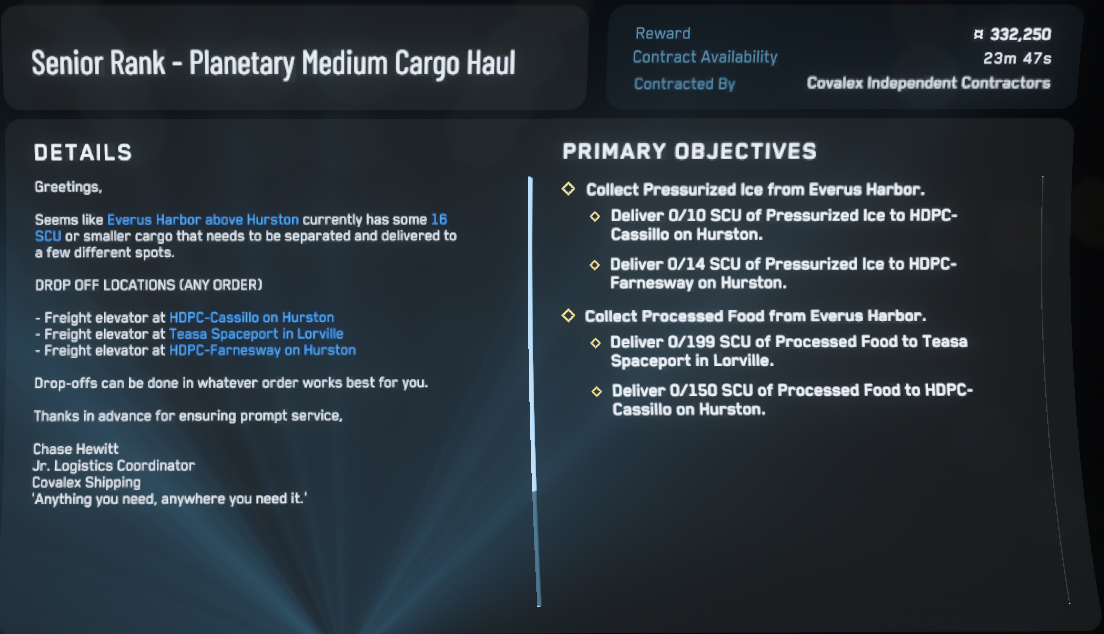 Senior Rank - Planetary Medium Cargo Haul
Reward ¤ 332,250
Contract Availability 23m 47s
Contracted By Covalex Independent Contractors
DETAILS
Greetings,
Seems like Everus Harbor above Hurston currently has some 16
SCU or smaller cargo that needs to be separated and delivered to
a few different spots.
DROP OFF LOCATIONS (ANY ORDER)
- Freight elevator at HDPC-Cassillo on Hurston
- Freight elevator at Teasa Spaceport in Lorville
- Freight elevator at HDPC-Farnesway on Hurston
Drop-offs can be done in whatever order works best for you.
Thanks in advance for ensuring prompt service,
Chase Hewitt
Jr. Logistics Coordinator
Covalex Shipping
'Anything you need, anywhere you need it.'
PRIMARY OBJECTIVES
Collect Pressurized Ice from Everus Harbor.
Deliver 0/10 SCU of Pressurized Ice to HDPC-
Cassillo on Hurston.
Deliver 0/14 SCU of Pressurized Ice to HDPC-
Farnesway on Hurston.
Collect Processed Food from Everus Harbor.
Deliver 0/199 SCU of Processed Food to Teasa
Spaceport in Lorville.
Deliver 0/150 SCU of Processed Food to HDPC-
Cassillo on Hurston.